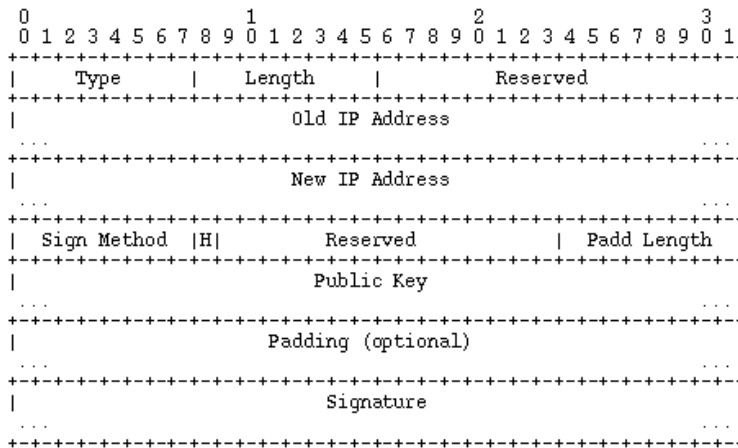 0                   1                   2                   3
0 1 2 3 4 5 6 7 8 9 0 1 2 3 4 5 6 7 8 9 0 1 2 3 4 5 6 7 8 9 0 1
+-+-+-+-+-+-+-+-+-+-+-+-+-+-+-+-+-+-+-+-+-+-+-+-+-+-+-+-+-+-+-+-
|     Type      |    Length     |          Reserved
+-+-+-+-+-+-+-+-+-+-+-+-+-+-+-+-+-+-+-+-+-+-+-+-+-+-+-+-+-+-+-+-
|                        Old IP Address
...                                                         ...
+-+-+-+-+-+-+-+-+-+-+-+-+-+-+-+-+-+-+-+-+-+-+-+-+-+-+-+-+-+-+-+-
|                        New IP Address
...                                                         ...
+-+-+-+-+-+-+-+-+-+-+-+-+-+-+-+-+-+-+-+-+-+-+-+-+-+-+-+-+-+-+-+-
|  Sign Method  |H|         Reserved            |  Padd Length
+-+-+-+-+-+-+-+-+-+-+-+-+-+-+-+-+-+-+-+-+-+-+-+-+-+-+-+-+-+-+-+-
|                          Public Key
...                                                         ...
+-+-+-+-+-+-+-+-+-+-+-+-+-+-+-+-+-+-+-+-+-+-+-+-+-+-+-+-+-+-+-+-
|                      Padding (optional)
...                                                         ...
+-+-+-+-+-+-+-+-+-+-+-+-+-+-+-+-+-+-+-+-+-+-+-+-+-+-+-+-+-+-+-+-
|                           Signature
...                                                         ...
+-+-+-+-+-+-+-+-+-+-+-+-+-+-+-+-+-+-+-+-+-+-+-+-+-+-+-+-+-+-+-+-